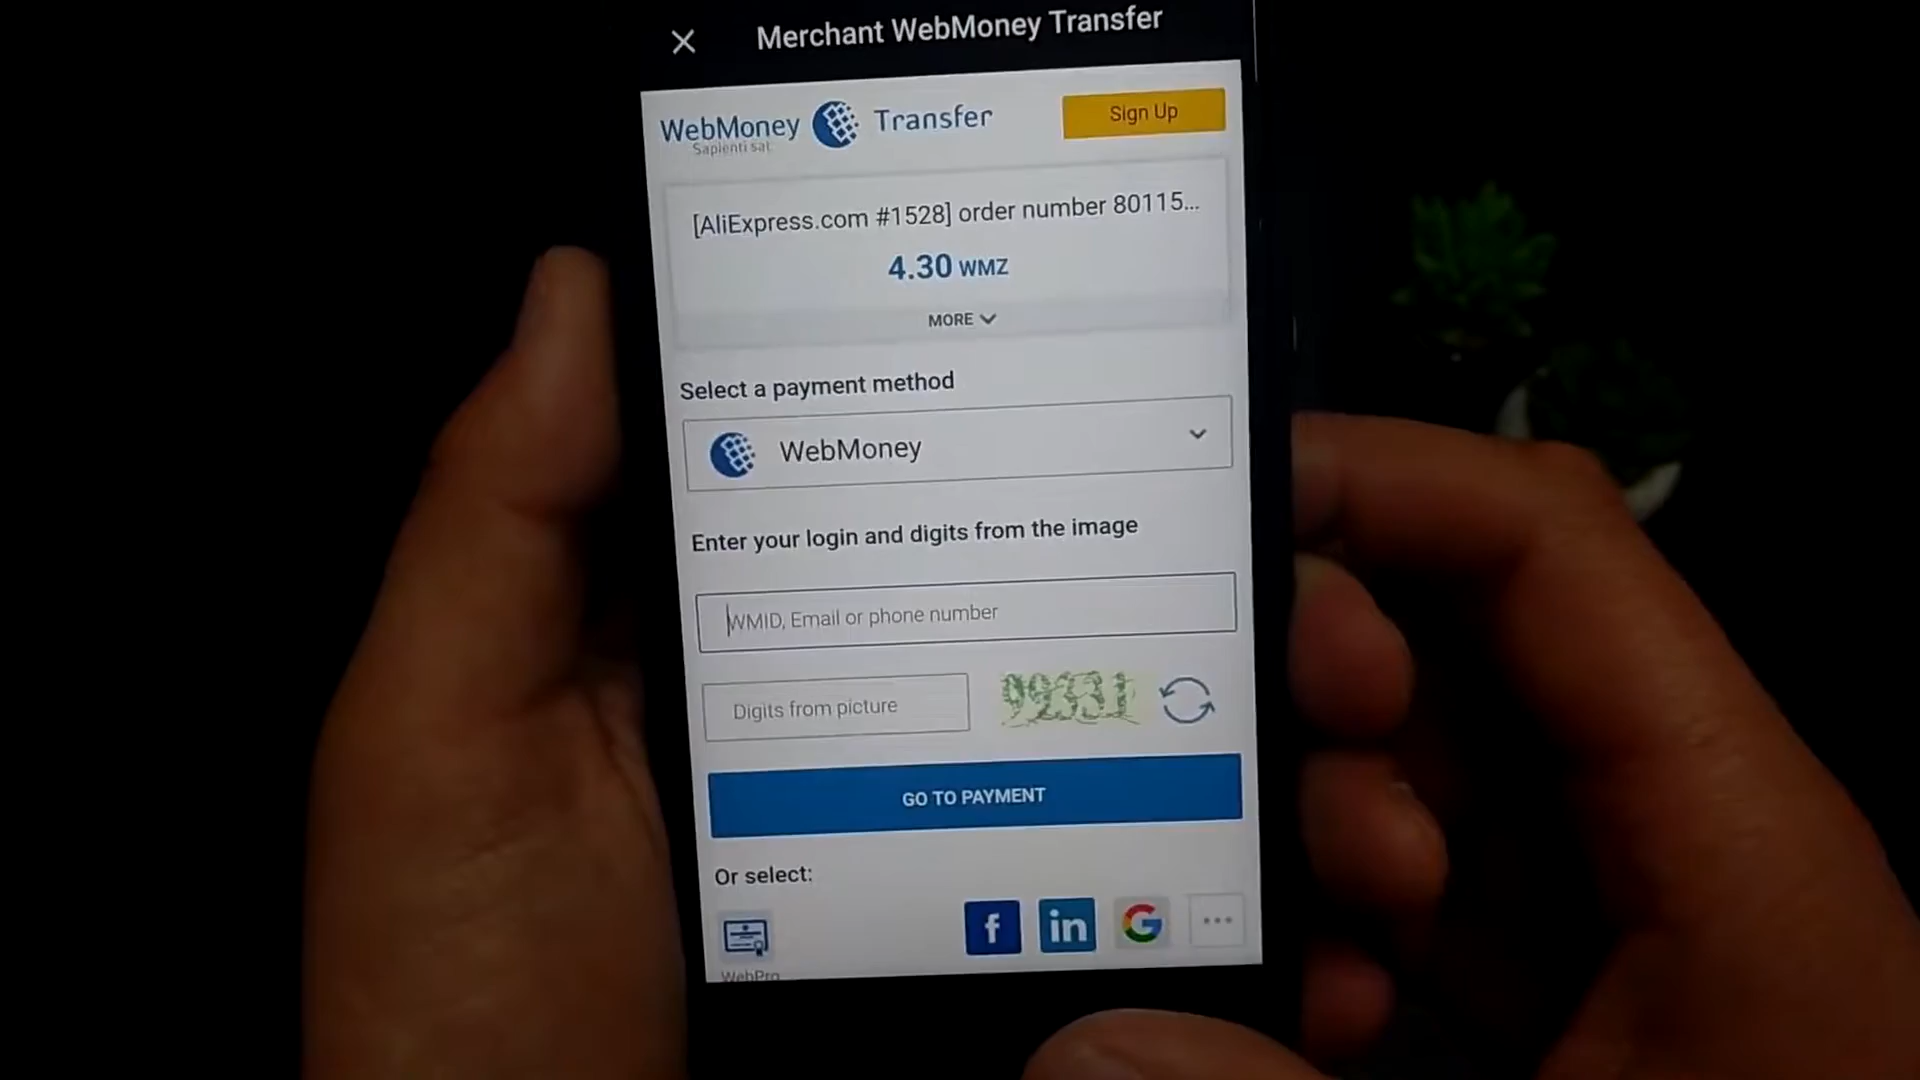 Merchant WebMoney Transfer
WebMoney Transfer
Sapienti sat
Sign Up
[AliExpress.com #1528] order number 80115...
4.30 WMZ
MORE
Select a payment method
WebMoney
Enter your login and digits from the image
WMID, Email or phone number
Digits from picture
99331
GO TO PAYMENT
Or select:
f in G ...
WebPro